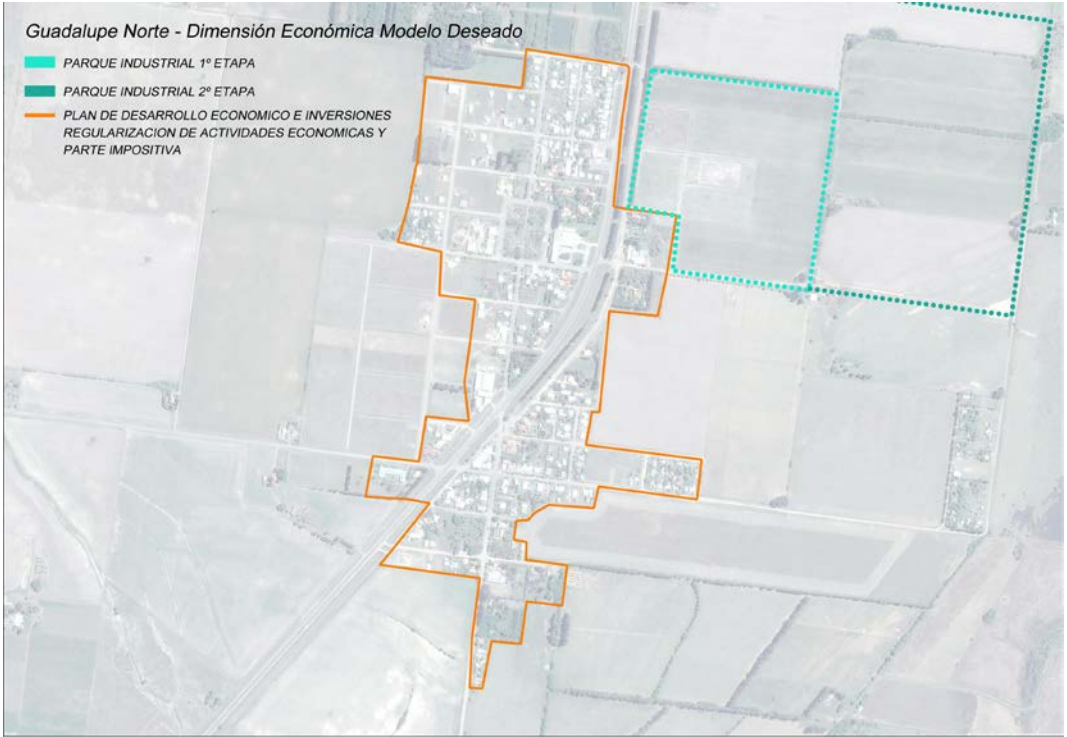 Guadalupe Norte - Dimensión Económica Modelo Deseado
PARQUE INDUSTRIAL 1º ETAPA
PARQUE INDUSTRIAL 2º ETAPA
PLAN DE DESARROLLO ECONOMICO E INVERSIONES
REGULARIZACION DE ACTIVIDADES ECONOMICAS Y
PARTE IMPOSITIVA